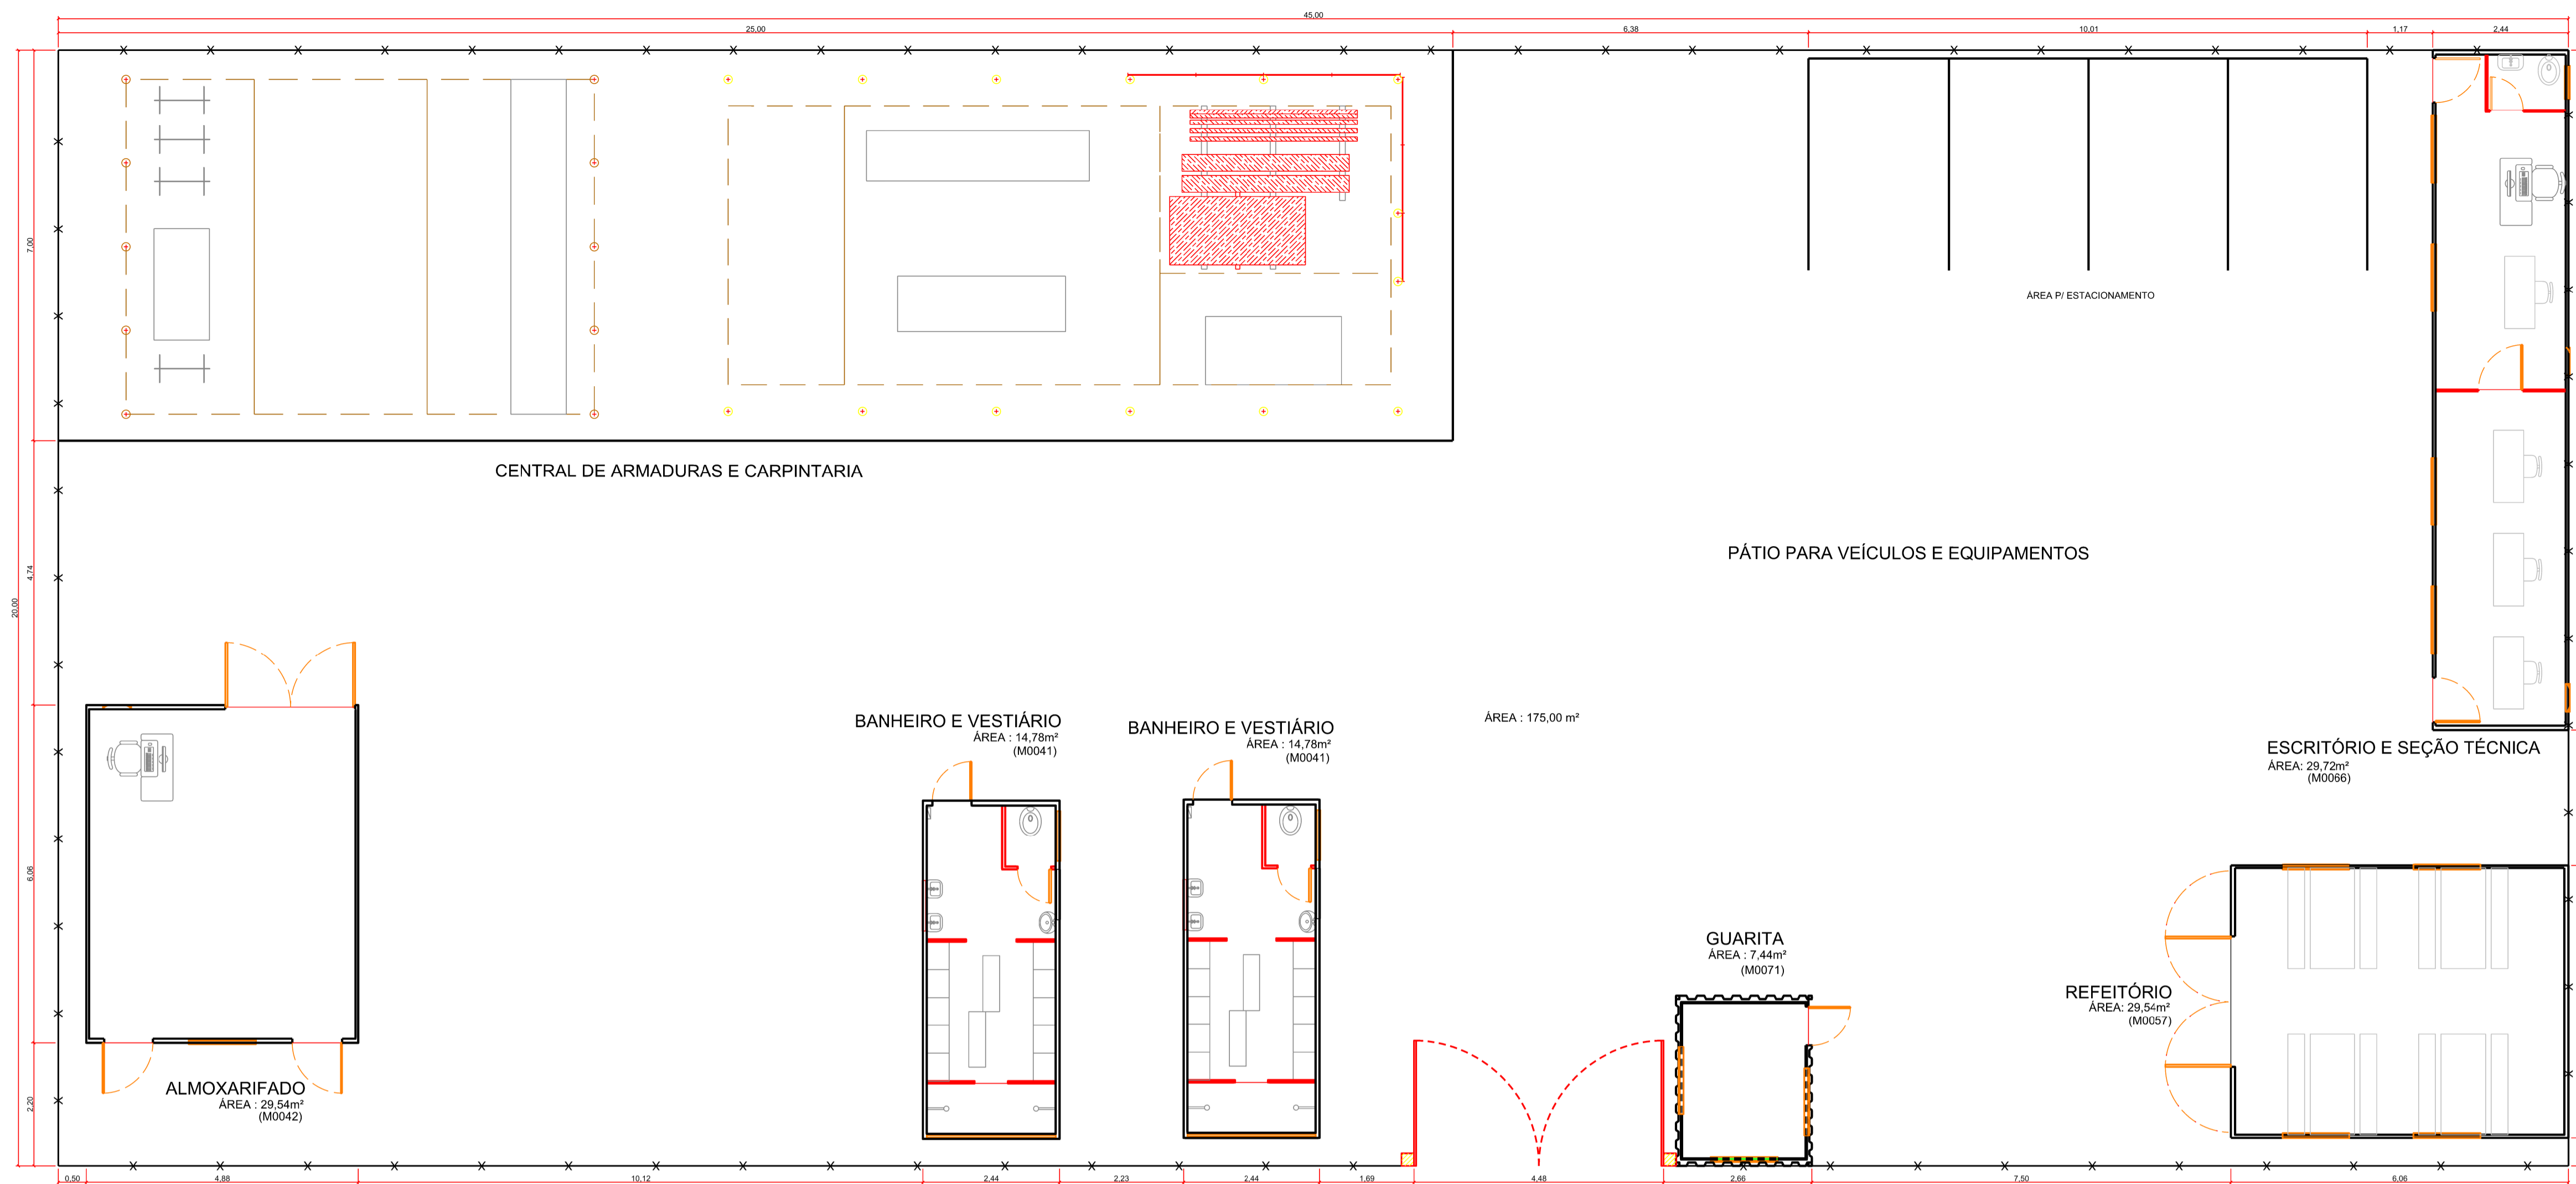 45,00
25,00
6,38
10,01
1,17
2,44
7,00
ÁREA P/ ESTACIONAMENTO
CENTRAL DE ARMADURAS E CARPINTARIA
PÁTIO PARA VEÍCULOS E EQUIPAMENTOS
4,74
20,00
BANHEIRO E VESTIÁRIO
ÁREA : 14,78m²
(M0041)
BANHEIRO E VESTIÁRIO
ÁREA : 14,78m²
(M0041)
ÁREA : 175,00 m²
ESCRITÓRIO E SEÇÃO TÉCNICA
ÁREA: 29,72m²
(M0066)
6,06
GUARITA
ÁREA : 7,44m²
(M0071)
REFEITÓRIO
ÁREA: 29,54m²
(M0057)
ALMOXARIFADO
ÁREA : 29,54m²
(M0042)
2,20
0,50
4,88
10,12
2,44
2,23
2,44
1,69
4,48
2,66
7,50
6,06